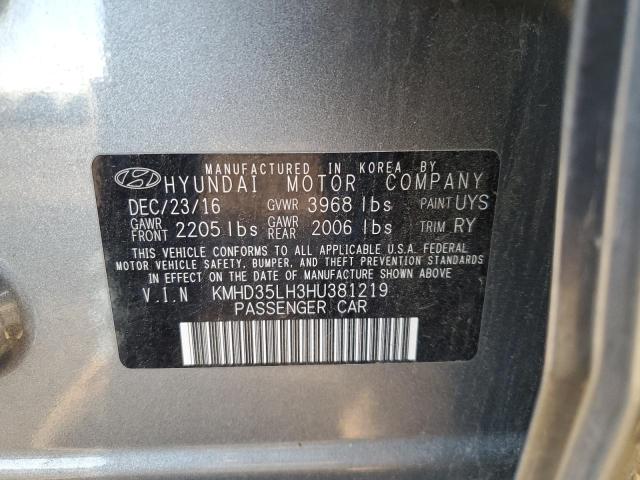 MANUFACTURED IN KOREA BY
HYUNDAI MOTOR COMPANY
DEC/23/16 GVWR 3968 lbs PAINT UYS
GAWR FRONT 2205 lbs GAWR REAR 2006 lbs TRIM RY
THIS VEHICLE CONFORMS TO ALL APPLICABLE U.S.A. FEDERAL
MOTOR VEHICLE SAFETY, BUMPER, AND THEFT PREVENTION STANDARDS
IN EFFECT ON THE DATE OF MANUFACTURE SHOWN ABOVE
V.I.N KMHD35LH3HU381219
PASSENGER CAR